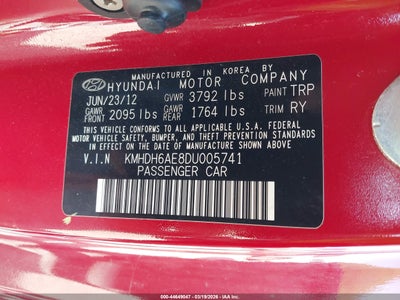 MANUFACTURED IN KOREA BY
HYUNDAI MOTOR COMPANY
JUN/23/12 GVWR 3792 lbs PAINT TRP
GAWR FRONT 2095 lbs GAWR REAR 1764 lbs TRIM RY
THIS VEHICLE CONFORMS TO ALL APPLICABLE FEDERAL
MOTOR VEHICLE SAFETY, BUMPER, AND THEFT PREVENTION
STANDARDS IN EFFECT ON THE DATE OF MANUFACTURE
SHOWN ABOVE.
V.I.N KMHDH6AE8DU005741
PASSENGER CAR
000-44649047 | 03/19/2026 - IAA